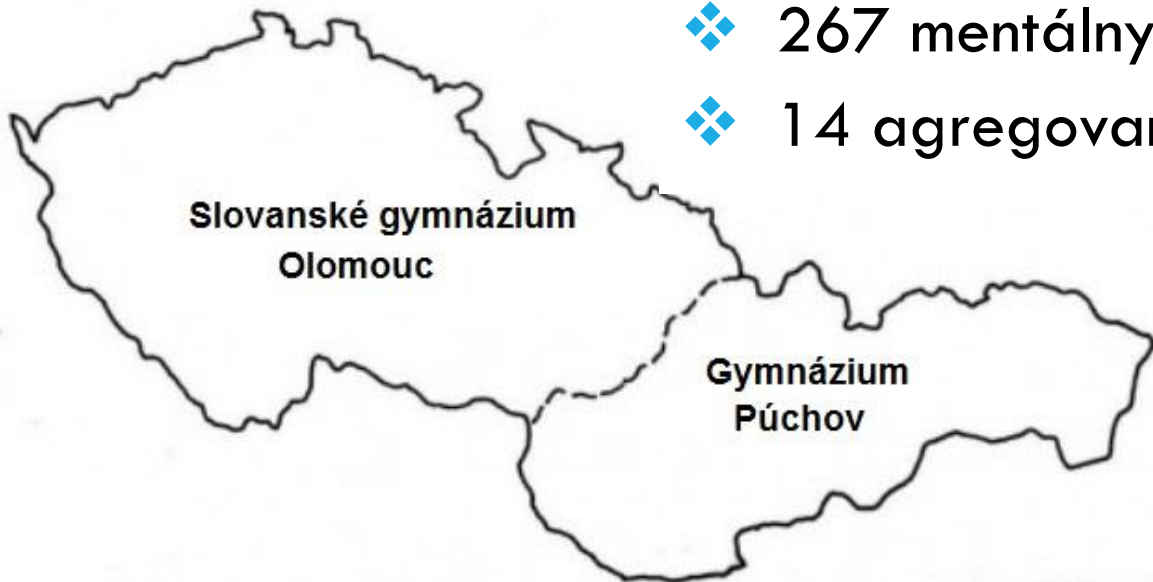 267 mentálny
14 agregovan
Slovanské gymnázium
Olomouc
Gymnázium
Púchov